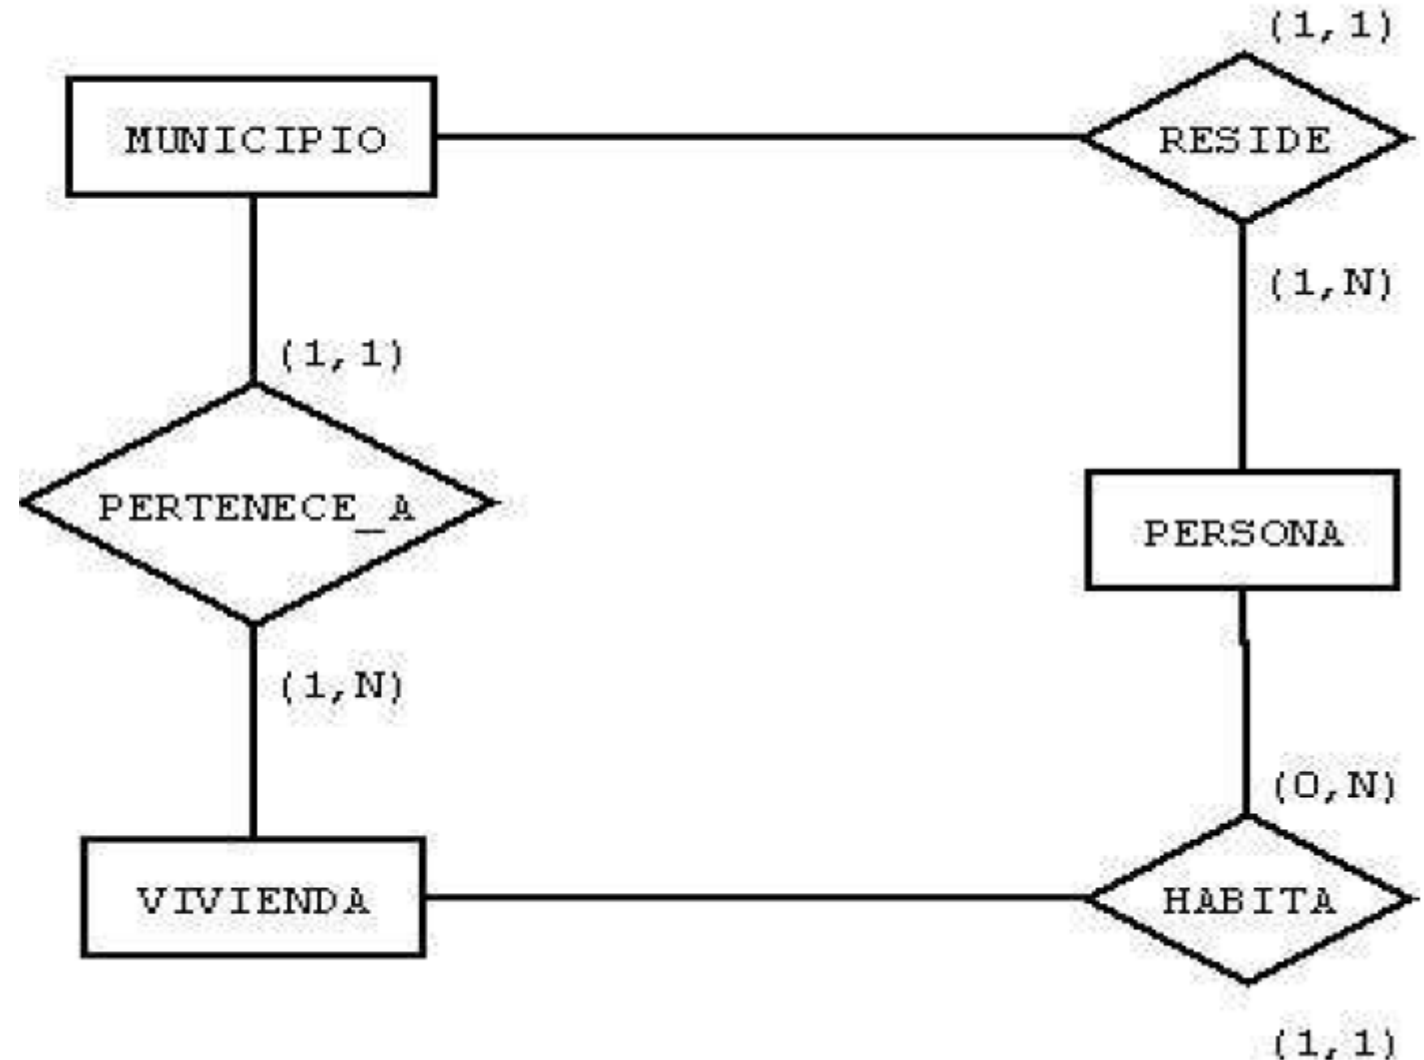 (1,1)
MUNICIPIO
RESIDE
(1,N)
(1,1)
PERTENECE_A
PERSONA
(1,N)
(0,N)
VIVIENDA
HABITA
(1,1)